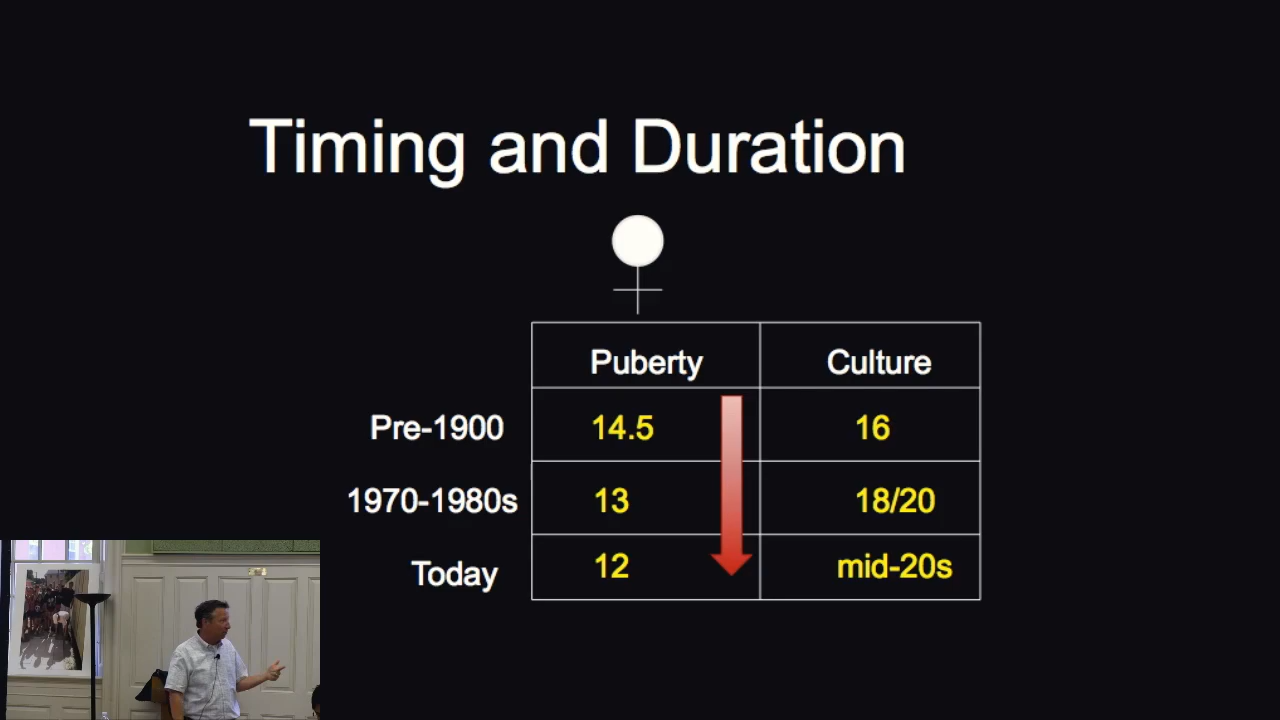 Timing and Duration
Puberty Culture
Pre-1900 14.5 16
1970-1980s 13 18/20
Today 12 mid-20s